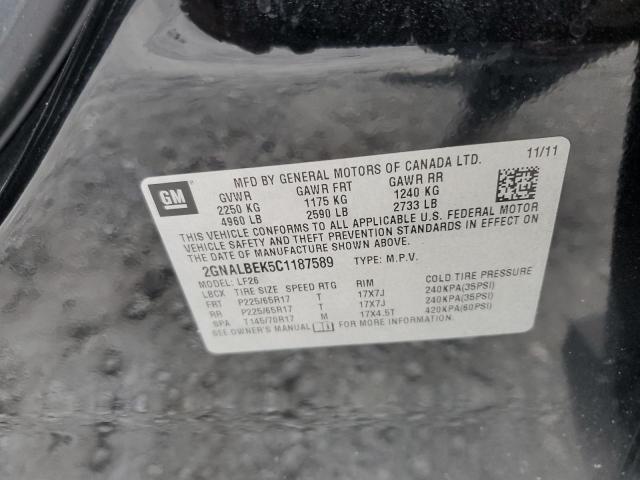 GM
MFD BY GENERAL MOTORS OF CANADA LTD. 11/11
GVWR GAWR FRT GAWR RR
2250 KG 1175 KG 1240 KG
4960 LB 2590 LB 2733 LB
THIS VEHICLE CONFORMS TO ALL APPLICABLE U.S. FEDERAL MOTOR
VEHICLE SAFETY AND THEFT PREVENTION STANDARDS IN EFFECT ON
THE DATE OF MANUFACTURE SHOWN ABOVE.
2GNALBEK5C1187589 TYPE: M.P.V.
MODEL: LF26
LBCX TIRE SIZE SPEED RTG RIM COLD TIRE PRESSURE
FRT P225/65R17 T 17X7J 240KPA(35PSI)
RR P225/65R17 T 17X7J 240KPA(35PSI)
SPA T145/70R17 M 17X4.5T 420KPA(60PSI)
SEE OWNER'S MANUAL FOR MORE INFORMATION.